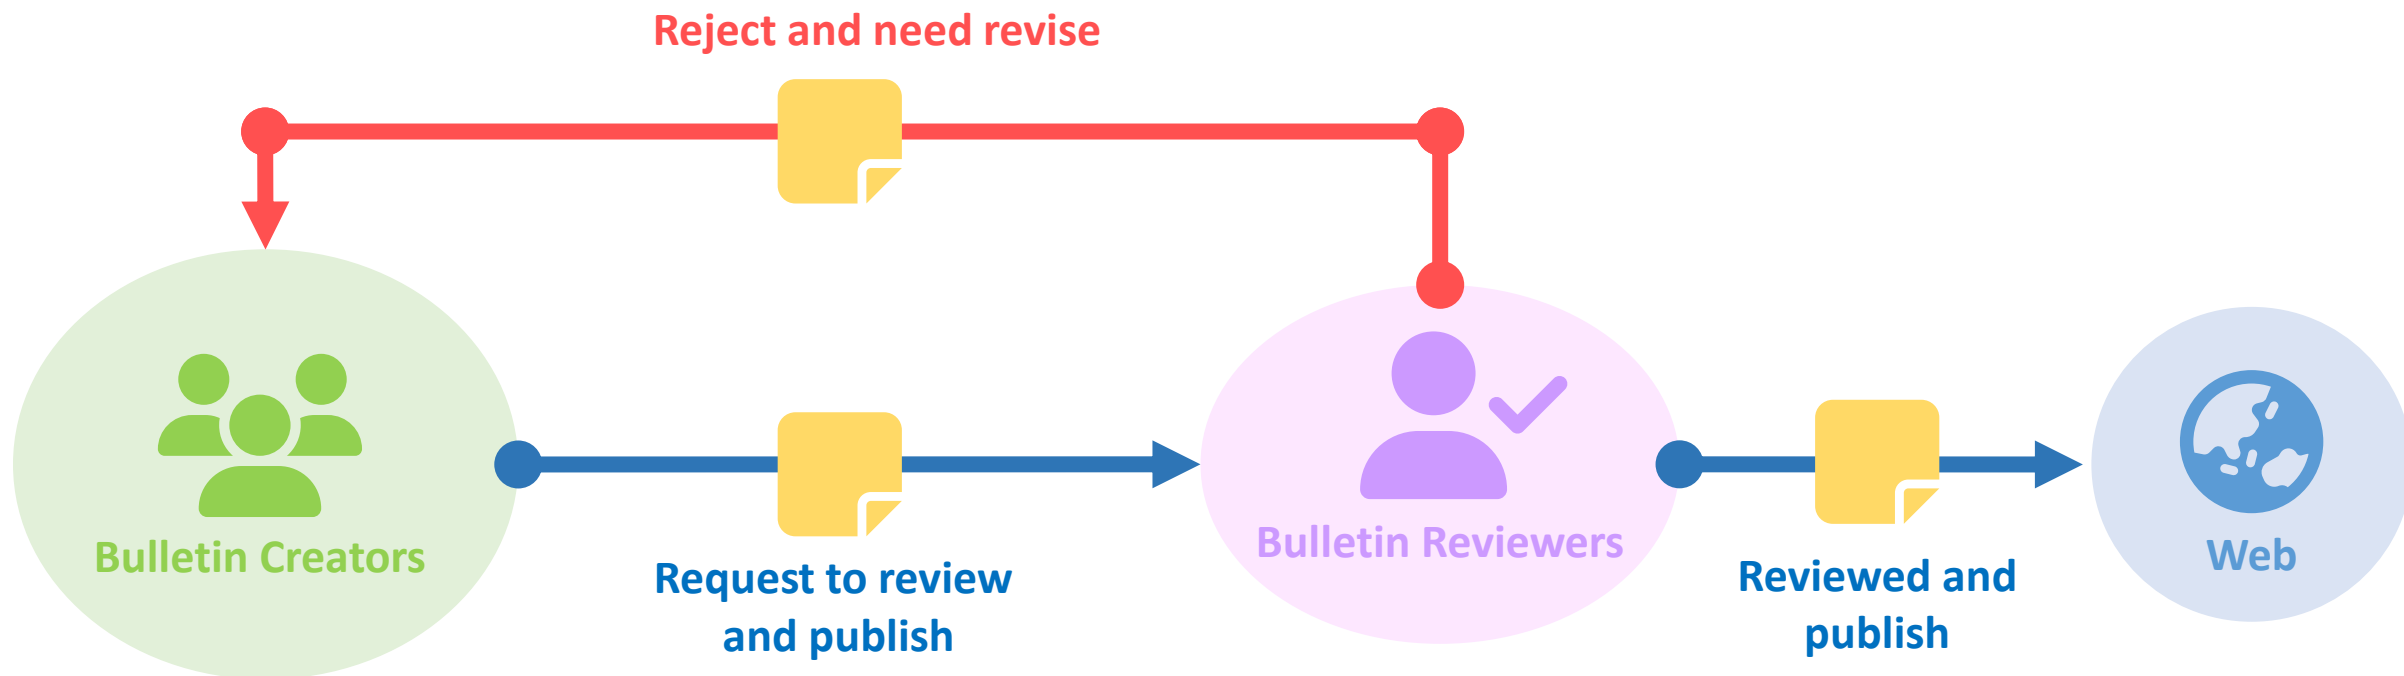 Reject and need revise
Bulletin Creators
Request to review
and publish
Bulletin Reviewers
Reviewed and
publish
Web